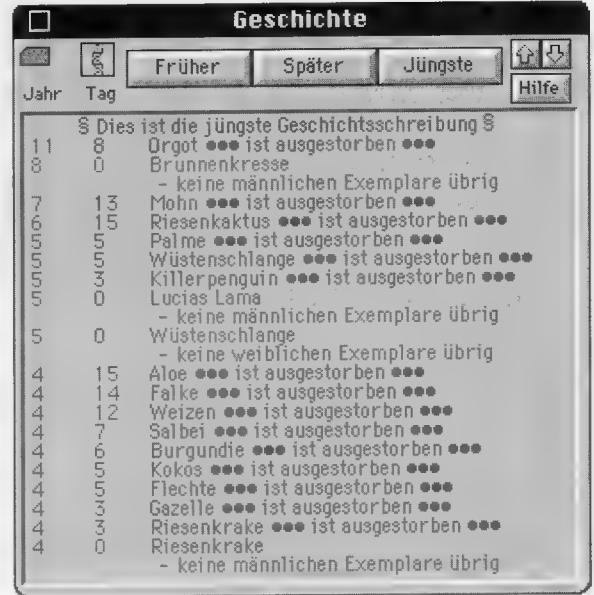 Geschichte
Früher Später Jüngste
Hilfe
Jahr Tag
§ Dies ist die jüngste Geschichtsschreibung §
11 8 Orgot ●●● ist ausgestorben ●●●
8 0 Brunnenkresse
- keine männlichen Exemplare übrig
7 13 Mohn ●●● ist ausgestorben ●●●
6 15 Riesenkaktus ●●● ist ausgestorben ●●●
5 5 Palme ●●● ist ausgestorben ●●●
5 5 Wüstenschlange ●●● ist ausgestorben ●●●
5 3 Killerpenguin ●●● ist ausgestorben ●●●
5 0 Lucias Lama
- keine männlichen Exemplare übrig
5 0 Wüstenschlange
- keine weiblichen Exemplare übrig
4 15 Aloe ●●● ist ausgestorben ●●●
4 14 Falke ●●● ist ausgestorben ●●●
4 12 Weizen ●●● ist ausgestorben ●●●
4 7 Salbei ●●● ist ausgestorben ●●●
4 6 Burgundie ●●● ist ausgestorben ●●●
4 5 Kokos ●●● ist ausgestorben ●●●
4 5 Flechte ●●● ist ausgestorben ●●●
4 3 Gazelle ●●● ist ausgestorben ●●●
4 3 Riesenkrake ●●● ist ausgestorben ●●●
4 0 Riesenkrake
- keine männlichen Exemplare übrig